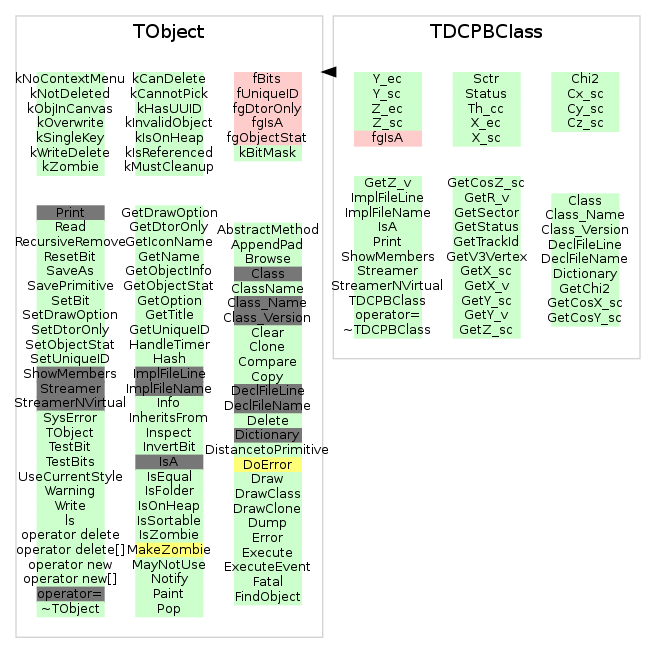 TObject
kNoContextMenu
kNotDeleted
kObjInCanvas
kOverwrite
kSingleKey
kWriteDelete
kZombie
kCanDelete
kCannotPick
kHasUUID
kInvalidObject
kIsOnHeap
kIsReferenced
kMustCleanup
fBits
fUniqueID
fgDtorOnly
fgIsA
fgObjectStat
kBitMask
Print
Read
RecursiveRemove
ResetBit
SaveAs
SavePrimitive
SetBit
SetDrawOption
SetDtorOnly
SetObjectStat
SetUniqueID
ShowMembers
Streamer
StreamerNVirtual
SysError
TObject
TestBit
TestBits
UseCurrentStyle
Warning
Write
ls
operator delete
operator delete[]
operator new
operator new[]
operator=
~TObject
GetDrawOption
GetDtorOnly
GetIconName
GetName
GetObjectInfo
GetObjectStat
GetOption
GetTitle
GetUniqueID
HandleTimer
Hash
ImplFileLine
ImplFileName
Info
InheritsFrom
Inspect
InvertBit
IsA
IsEqual
IsFolder
IsOnHeap
IsSortable
IsZombie
MakeZombie
MayNotUse
Notify
Paint
Pop
AbstractMethod
AppendPad
Browse
Class
ClassName
Class_Name
Class_Version
Clear
Clone
Compare
Copy
DeclFileLine
DeclFileName
Delete
Dictionary
DistancetoPrimitive
DoError
Draw
DrawClass
DrawClone
Dump
Error
Execute
ExecuteEvent
Fatal
FindObject
TDCPBClass
Y_ec
Y_sc
Z_ec
Z_sc
fgIsA
Sctr
Status
Th_cc
X_ec
X_sc
Chi2
Cx_sc
Cy_sc
Cz_sc
GetZ_v
ImplFileLine
ImplFileName
IsA
Print
ShowMembers
Streamer
StreamerNVirtual
TDCPBClass
operator=
~TDCPBClass
GetCosZ_sc
GetR_v
GetSector
GetStatus
GetTrackId
GetV3Vertex
GetX_sc
GetX_v
GetY_sc
GetY_v
GetZ_sc
Class
Class_Name
Class_Version
DeclFileLine
DeclFileName
Dictionary
GetChi2
GetCosX_sc
GetCosY_sc